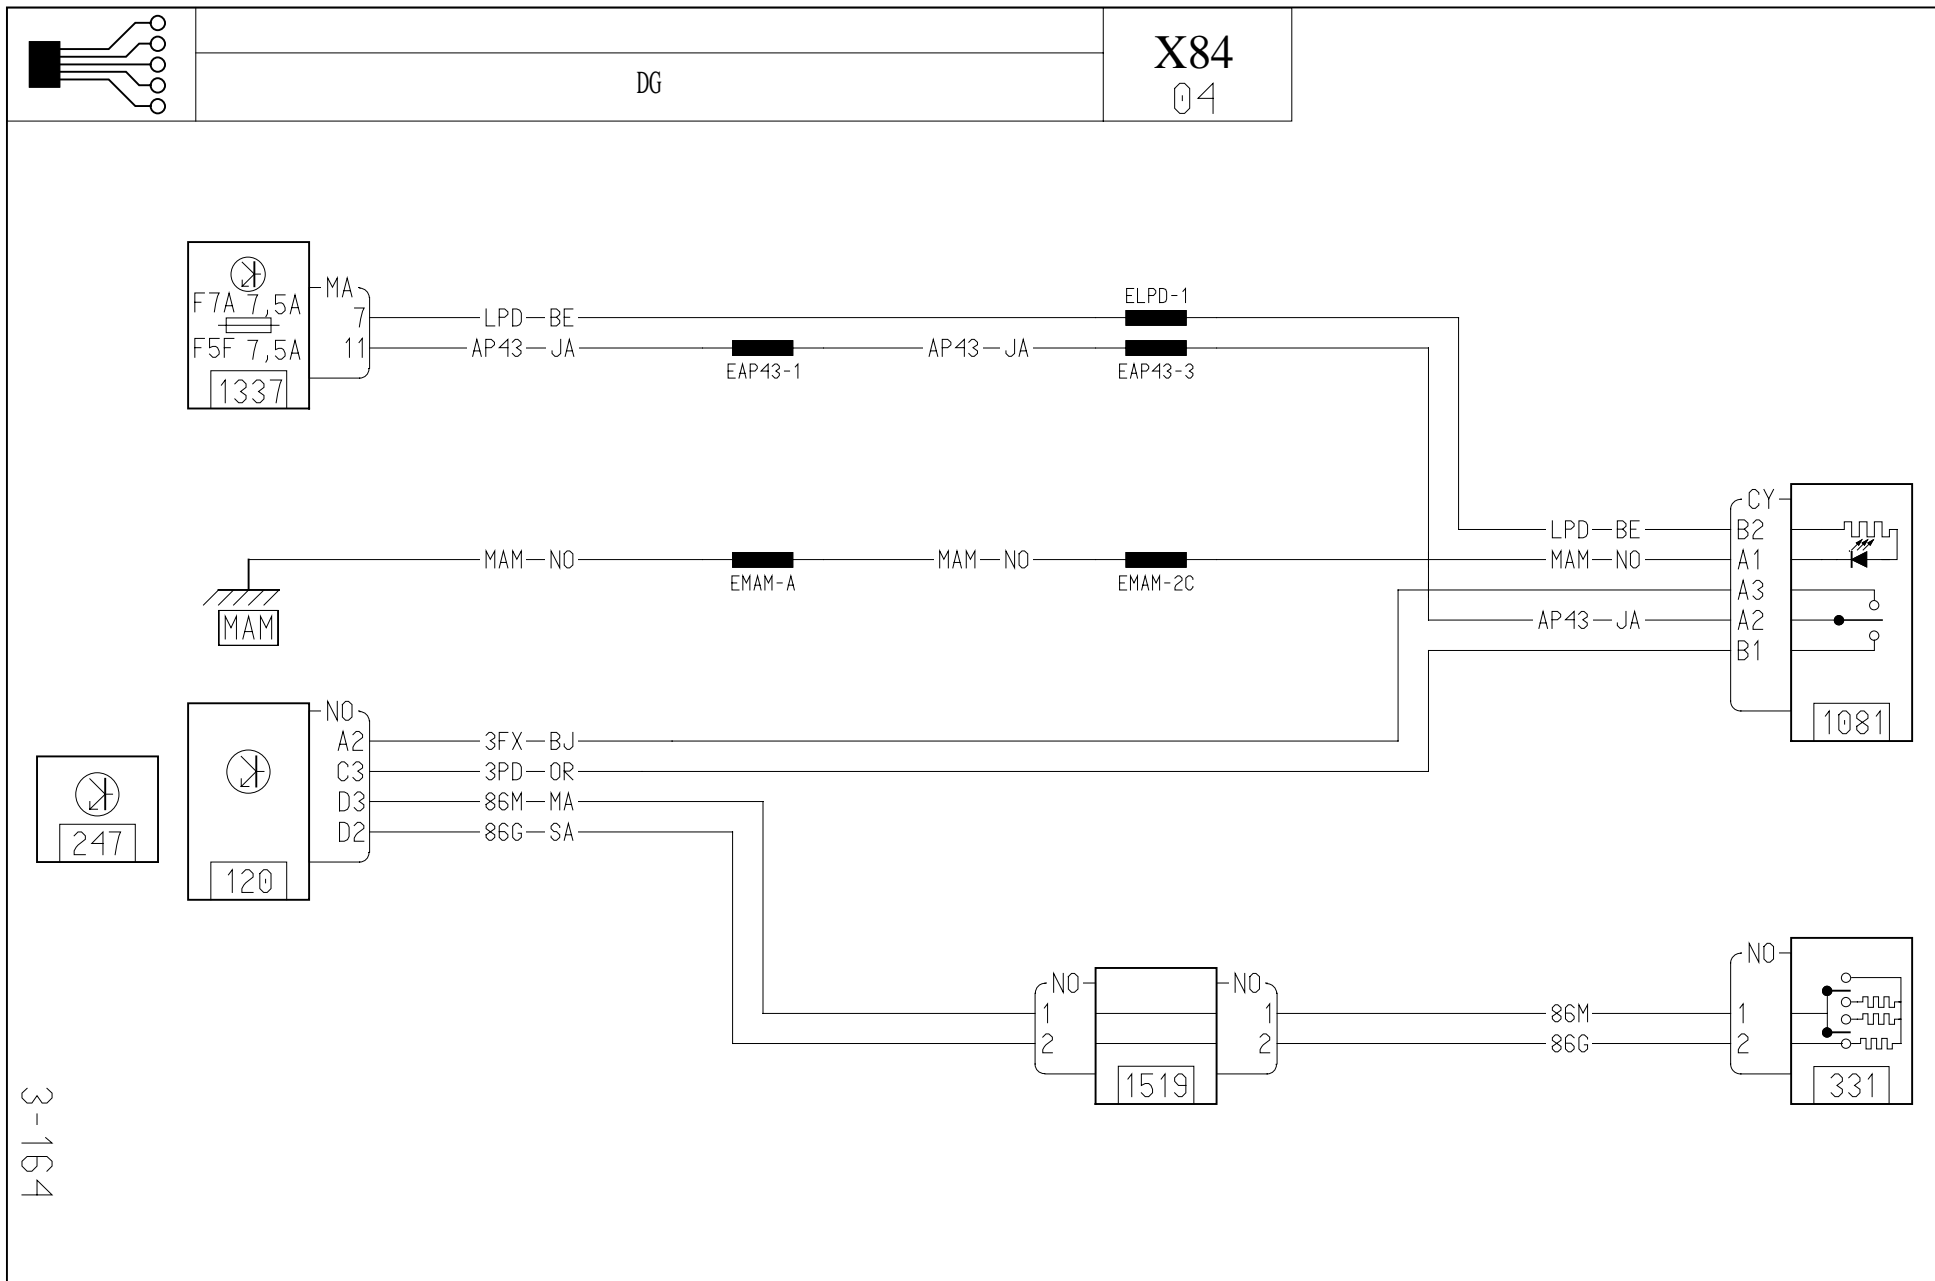 X84
DG
04
MA
F7A 7,5A
7 LPD BE ELPD-1
F5F 7,5A
11 AP43 JA EAP43-1 AP43 JA EAP43-3
1337
CY
LPD BE B2
MAM NO EMAM-A MAM NO EMAM-2C MAM NO A1
A3
MAM
AP43 JA A2
B1
1081
NO
A2 3FX BJ
C3 3PD OR
D3 86M MA
D2 86G SA
247
120
NO NO NO
1 1 86M 1
2 2 86G 2
1519
331
3-164